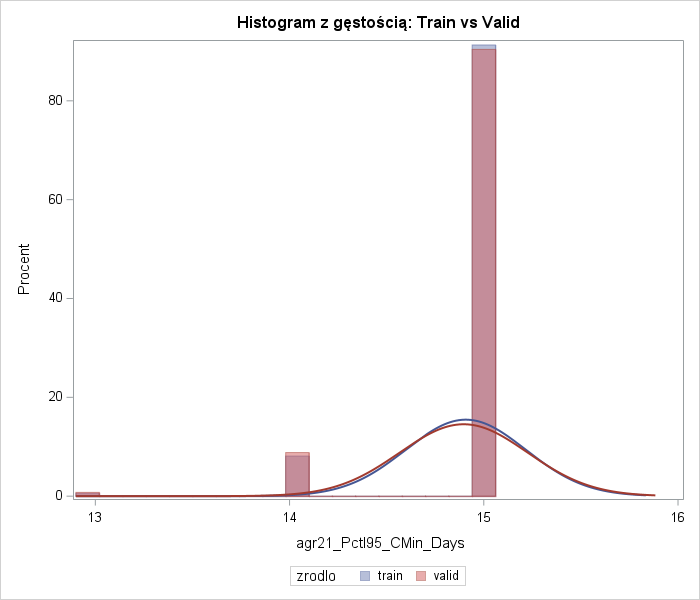 Histogram z gęstością: Train vs Valid
Procent
80
60
40
20
0
13 14 15 16
agr21_Pctl95_CMin_Days
zrodlo train valid